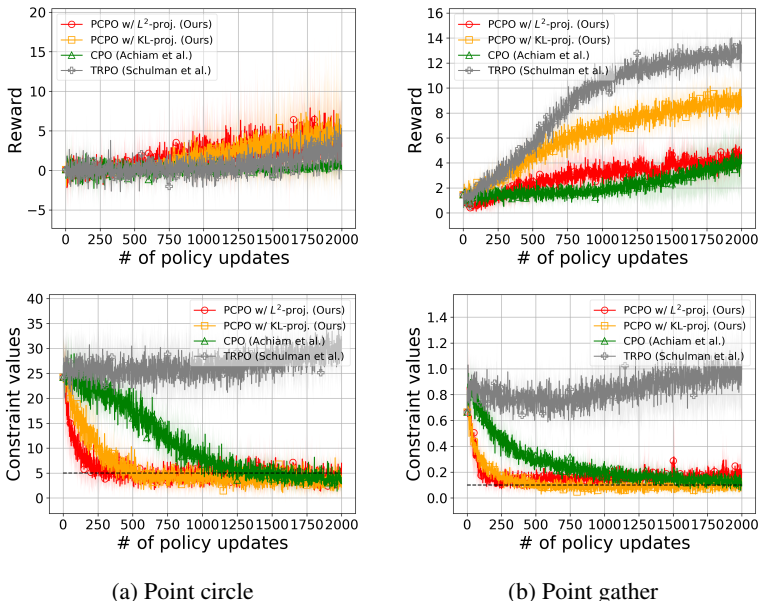 20
15
10
5
0
−5
Reward
PCPO w/ L²-proj. (Ours)
PCPO w/ KL-proj. (Ours)
CPO (Achiam et al.)
TRPO (Schulman et al.)
0 250 500 750 1000 1250 1500 1750 2000
# of policy updates
16
14
12
10
8
6
4
2
0
Reward
PCPO w/ L²-proj. (Ours)
PCPO w/ KL-proj. (Ours)
CPO (Achiam et al.)
TRPO (Schulman et al.)
0 250 500 750 1000 1250 1500 1750 2000
# of policy updates
40
35
30
25
20
15
10
5
0
Constraint values
PCPO w/ L²-proj. (Ours)
PCPO w/ KL-proj. (Ours)
CPO (Achiam et al.)
TRPO (Schulman et al.)
0 250 500 750 1000 1250 1500 1750 2000
# of policy updates
1.4
1.2
1.0
0.8
0.6
0.4
0.2
0.0
Constraint values
PCPO w/ L²-proj. (Ours)
PCPO w/ KL-proj. (Ours)
CPO (Achiam et al.)
TRPO (Schulman et al.)
0 250 500 750 1000 1250 1500 1750 2000
# of policy updates
(a) Point circle
(b) Point gather